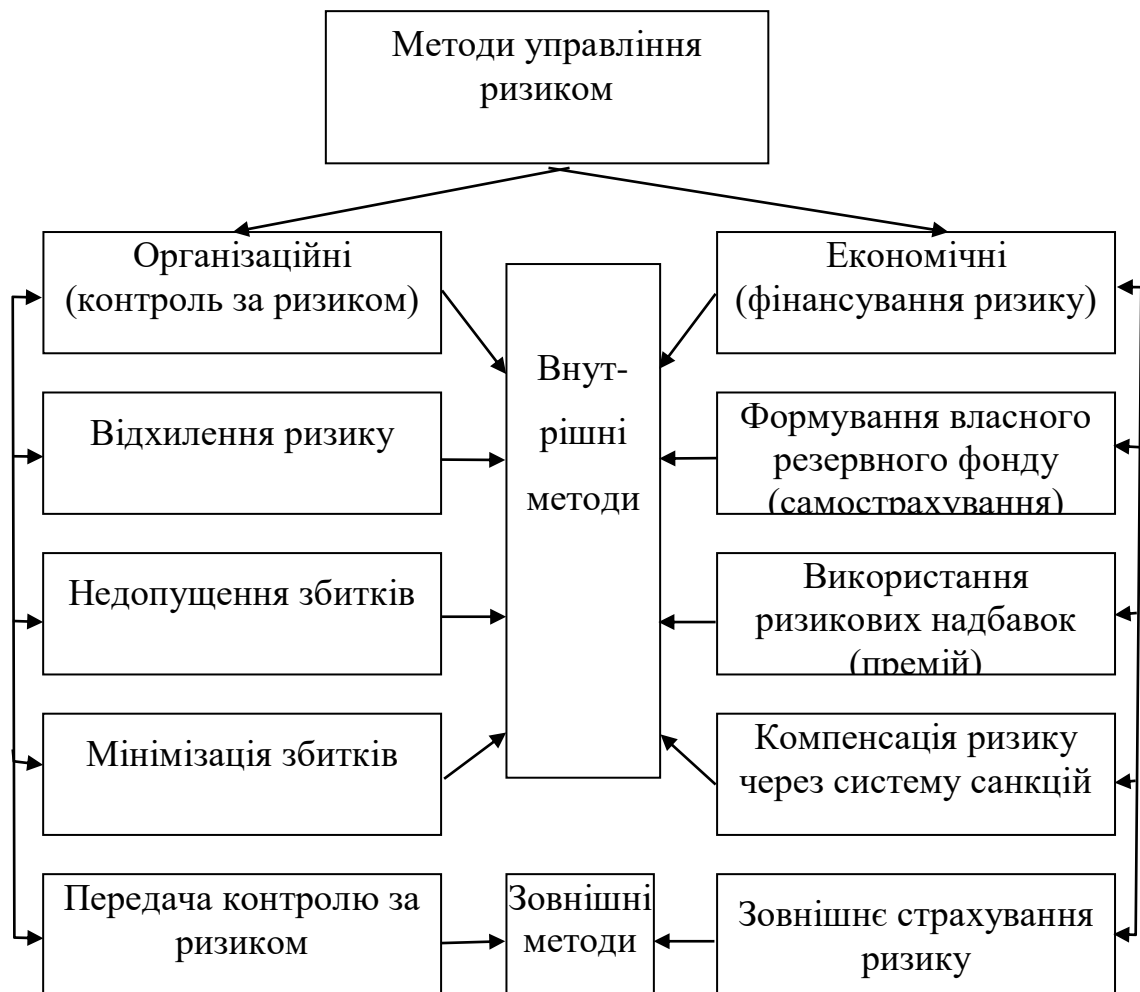 Методи управління
ризиком
Організаційні
(контроль за ризиком)
Економічні
(фінансування ризику)
Внут-
рішні
методи
Відхилення ризику
Формування власного
резервного фонду
(самострахування)
Недопущення збитків
Використання
ризикових надбавок
(премій)
Мінімізація збитків
Компенсація ризику
через систему санкцій
Передача контролю за
ризиком
Зовнішні
методи
Зовнішнє страхування
ризику